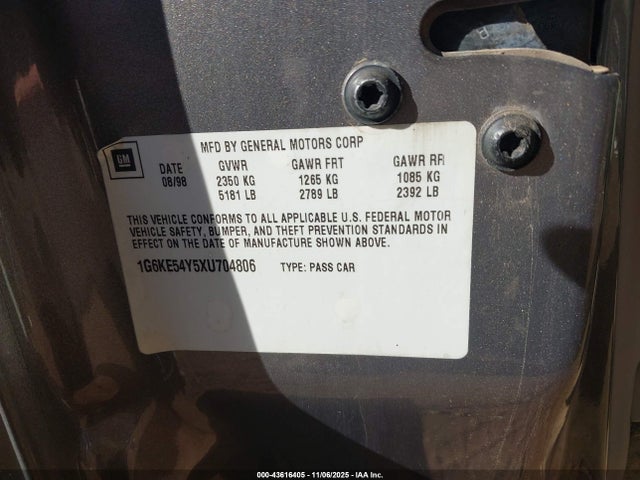 MFD BY GENERAL MOTORS CORP
GM
DATE GVWR GAWR FRT GAWR RR
08/98 2350 KG 1265 KG 1085 KG
5181 LB 2789 LB 2392 LB
THIS VEHICLE CONFORMS TO ALL APPLICABLE U.S. FEDERAL MOTOR
VEHICLE SAFETY, BUMPER, AND THEFT PREVENTION STANDARDS IN
EFFECT ON THE DATE OF MANUFACTURE SHOWN ABOVE.
1G6KE54Y5XU704806 TYPE: PASS CAR
000-43616405 - 11/06/2025 - IAA Inc.